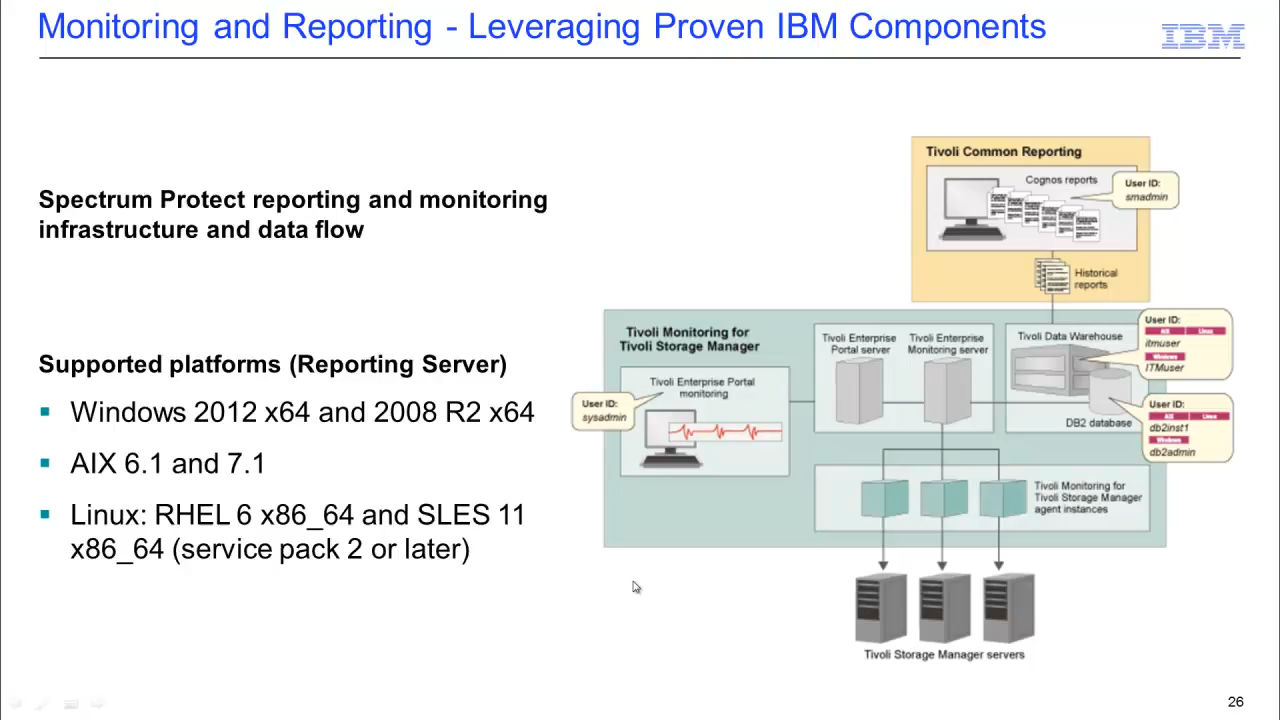 Monitoring and Reporting - Leveraging Proven IBM Components
IBM
Spectrum Protect reporting and monitoring
infrastructure and data flow
Supported platforms (Reporting Server)
Windows 2012 x64 and 2008 R2 x64
AIX 6.1 and 7.1
Linux: RHEL 6 x86_64 and SLES 11
x86_64 (service pack 2 or later)
Tivoli Common Reporting
Cognos reports
User ID:
smadmin
Historical
reports
Tivoli Monitoring for
Tivoli Storage Manager
Tivoli Enterprise Portal
monitoring
User ID:
sysadmin
Tivoli Enterprise
Portal server
Tivoli Enterprise
Monitoring server
Tivoli Data Warehouse
DB2 database
User ID:
AIX Linux
itmuser
Windows
ITMuser
User ID:
AIX Linux
db2inst1
Windows
db2admin
Tivoli Monitoring for
Tivoli Storage Manager
agent instances
Tivoli Storage Manager servers
26